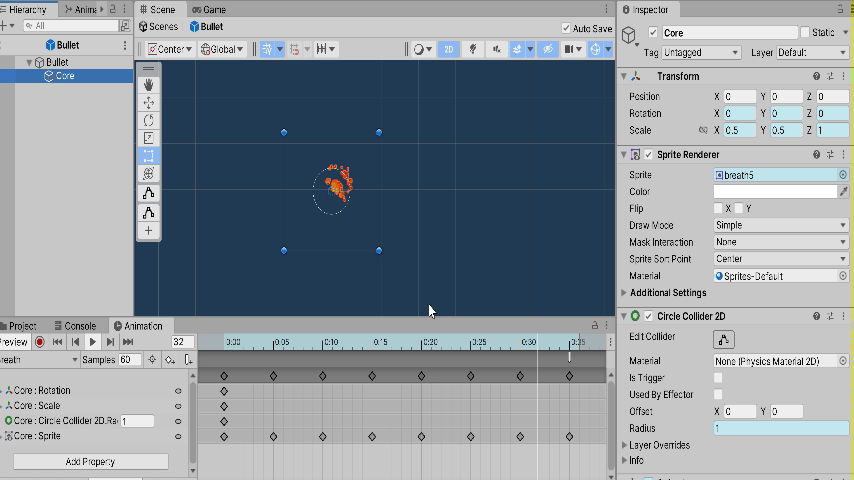 Hierarchy
Anima
Scene
Game
Inspector
All
Scenes
Bullet
Auto Save
Core
Static
Tag Untagged
Layer Default
Bullet
Center
Global
2D
Bullet
Core
Transform
Position X 0 Y 0 Z 0
Rotation X 0 Y 0 Z 0
Scale X 0.5 Y 0.5 Z 1
Sprite Renderer
Sprite breath5
Color
Flip X Y
Draw Mode Simple
Mask Interaction None
Sprite Sort Point Center
Material Sprites-Default
Additional Settings
Circle Collider 2D
Edit Collider
Material None (Physics Material 2D)
Is Trigger
Used By Effector
Offset X 0 Y 0
Radius 1
Layer Overrides
Info
Project
Console
Animation
Preview
32
0:00 0:05 0:10 0:15 0:20 0:25 0:30 0:35
Breath
Samples 60
Core : Rotation
Core : Scale
Core : Circle Collider 2D.Ra 1
Core : Sprite
Add Property